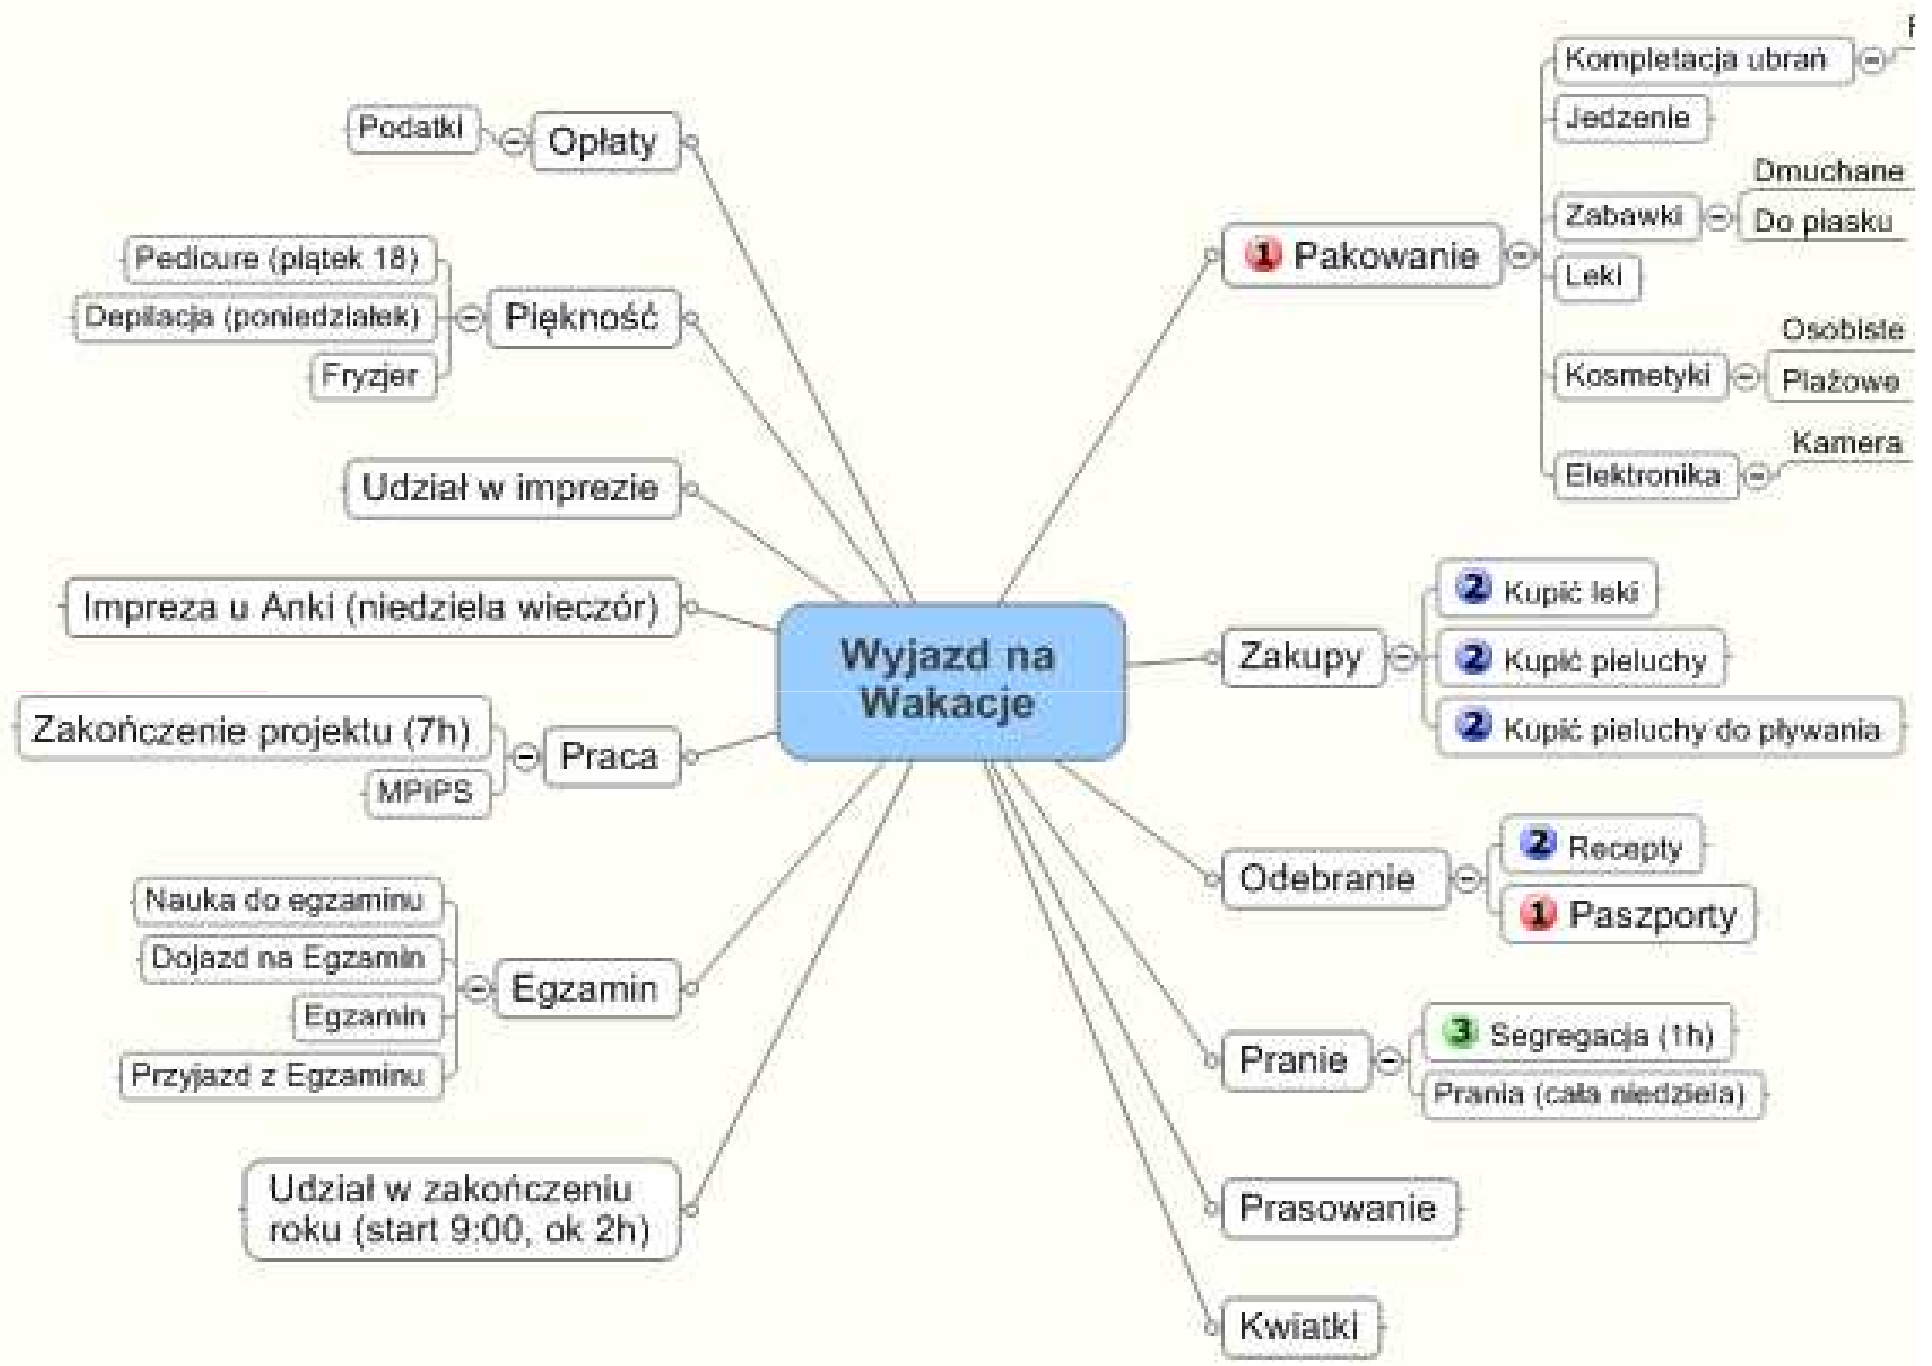 Wyjazd na
Wakacje
Opłaty
Podatki
Piękność
Pedicure (piątek 18)
Depilacja (poniedziałek)
Fryzjer
Udział w imprezie
Impreza u Anki (niedziela wieczór)
Praca
Zakończenie projektu (7h)
MPiPS
Egzamin
Nauka do egzaminu
Dojazd na Egzamin
Egzamin
Przyjazd z Egzaminu
Udział w zakończeniu
roku (start 9:00, ok 2h)
1 Pakowanie
Kompletacja ubrań
Jedzenie
Zabawki
Dmuchane
Do piasku
Leki
Kosmetyki
Osobiste
Plażowe
Elektronika
Kamera
Zakupy
2 Kupić leki
2 Kupić pieluchy
2 Kupić pieluchy do pływania
Odebranie
2 Recepty
1 Paszporty
Pranie
3 Segregacja (1h)
Prania (cała niedziela)
Prasowanie
Kwiatki